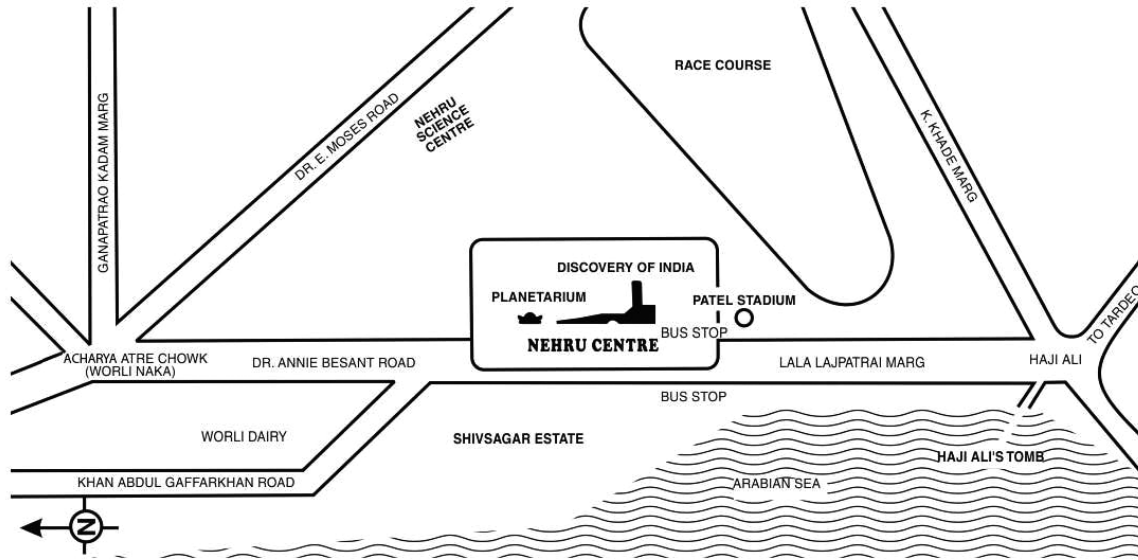 RACE COURSE
GANAPATRAO KADAM MARG
DR. E. MOSES ROAD
NEHRU
SCIENCE
CENTRE
K. KHADE MARG
DISCOVERY OF INDIA
PLANETARIUM
PATEL STADIUM
BUS STOP
NEHRU CENTRE
TO TARDEO
ACHARYA ATRE CHOWK
(WORLI NAKA)
DR. ANNIE BESANT ROAD
LALA LAJPATRAI MARG
HAJI ALI
BUS STOP
WORLI DAIRY
SHIVSAGAR ESTATE
HAJI ALI'S TOMB
KHAN ABDUL GAFFARKHAN ROAD
ARABIAN SEA
N